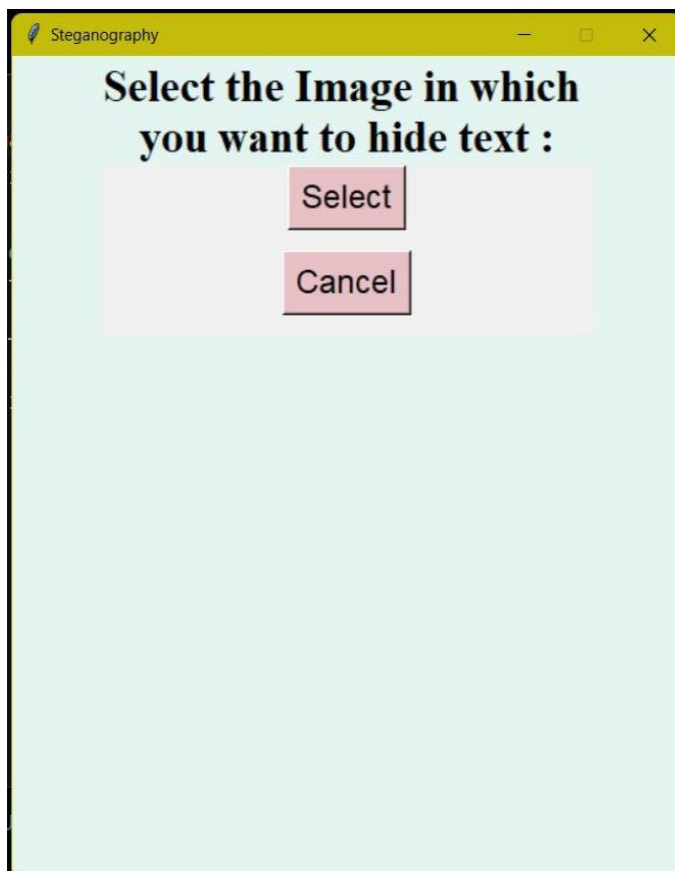 Steganography
Select the Image in which
you want to hide text :
Select
Cancel